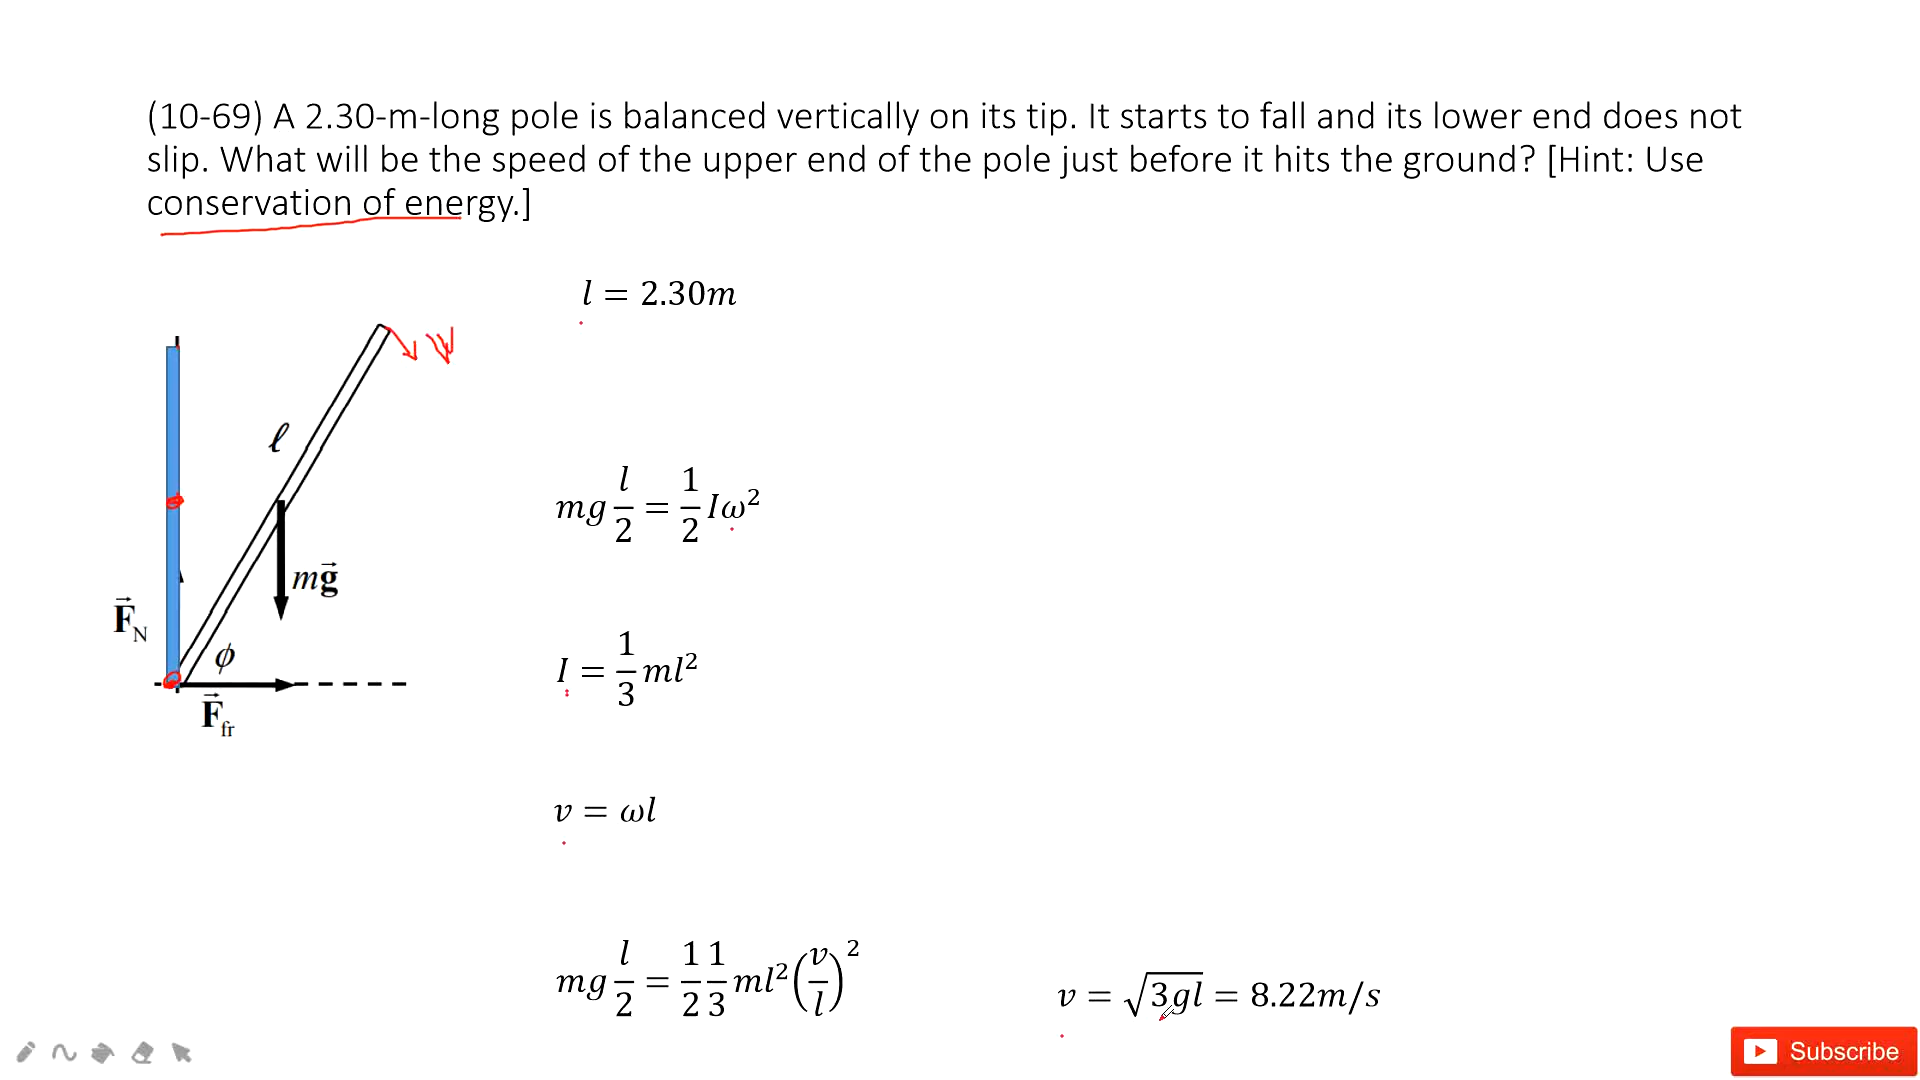 (10-69) A 2.30-m-long pole is balanced vertically on its tip. It starts to fall and its lower end does not
slip. What will be the speed of the upper end of the pole just before it hits the ground? [Hint: Use
conservation of energy.]
l = 2.30m
ℓ
mg l/2 = 1/2 Iω²
mg⃗
F⃗_N
ϕ
I = 1/3 ml²
F⃗_fr
v = ωl
mg l/2 = 1/2 1/3 ml² (v/l)²
v = √3gl = 8.22m/s
Subscribe